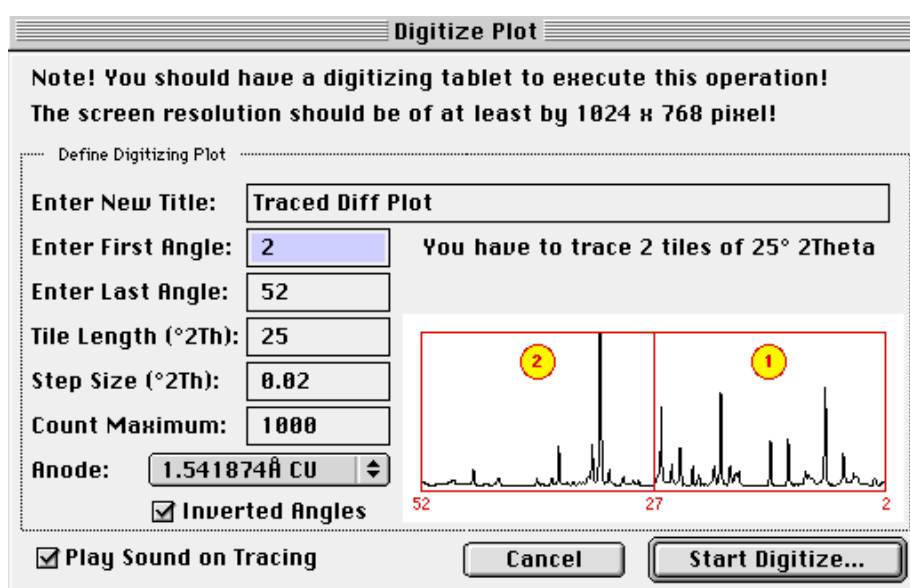 Digitize Plot
Note! You should have a digitizing tablet to execute this operation!
The screen resolution should be of at least by 1024 x 768 pixel!
Define Digitizing Plot
Enter New Title: Traced Diff Plot
Enter First Angle: 2 You have to trace 2 tiles of 25° 2Theta
Enter Last Angle: 52
Tile Length (°2Th): 25
Step Size (°2Th): 0.02
Count Maximum: 1000
Anode: 1.541874Å CU
Inverted Angles
2 1
52 27 2
Play Sound on Tracing Cancel Start Digitize...